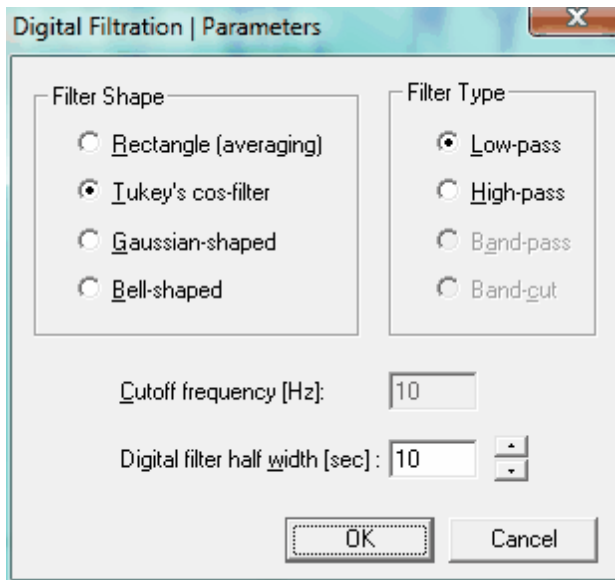 Digital Filtration | Parameters
X
Filter Shape
Rectangle (averaging)
Tukey's cos-filter
Gaussian-shaped
Bell-shaped
Filter Type
Low-pass
High-pass
Band-pass
Band-cut
Cutoff frequency [Hz]: 10
Digital filter half width [sec] : 10
OK Cancel